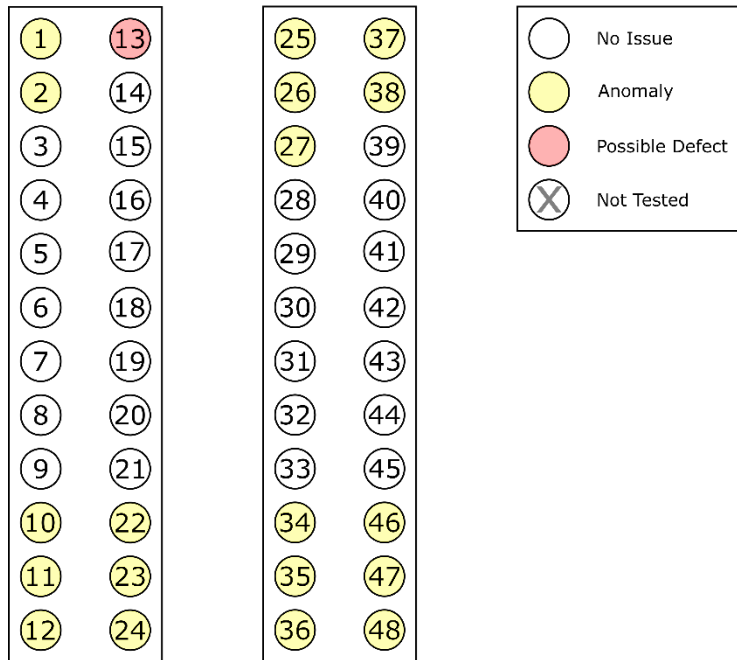 1 13 25 37 No Issue
2 14 26 38 Anomaly
3 15 27 39 Possible Defect
4 16 28 40 X Not Tested
5 17 29 41
6 18 30 42
7 19 31 43
8 20 32 44
9 21 33 45
10 22 34 46
11 23 35 47
12 24 36 48